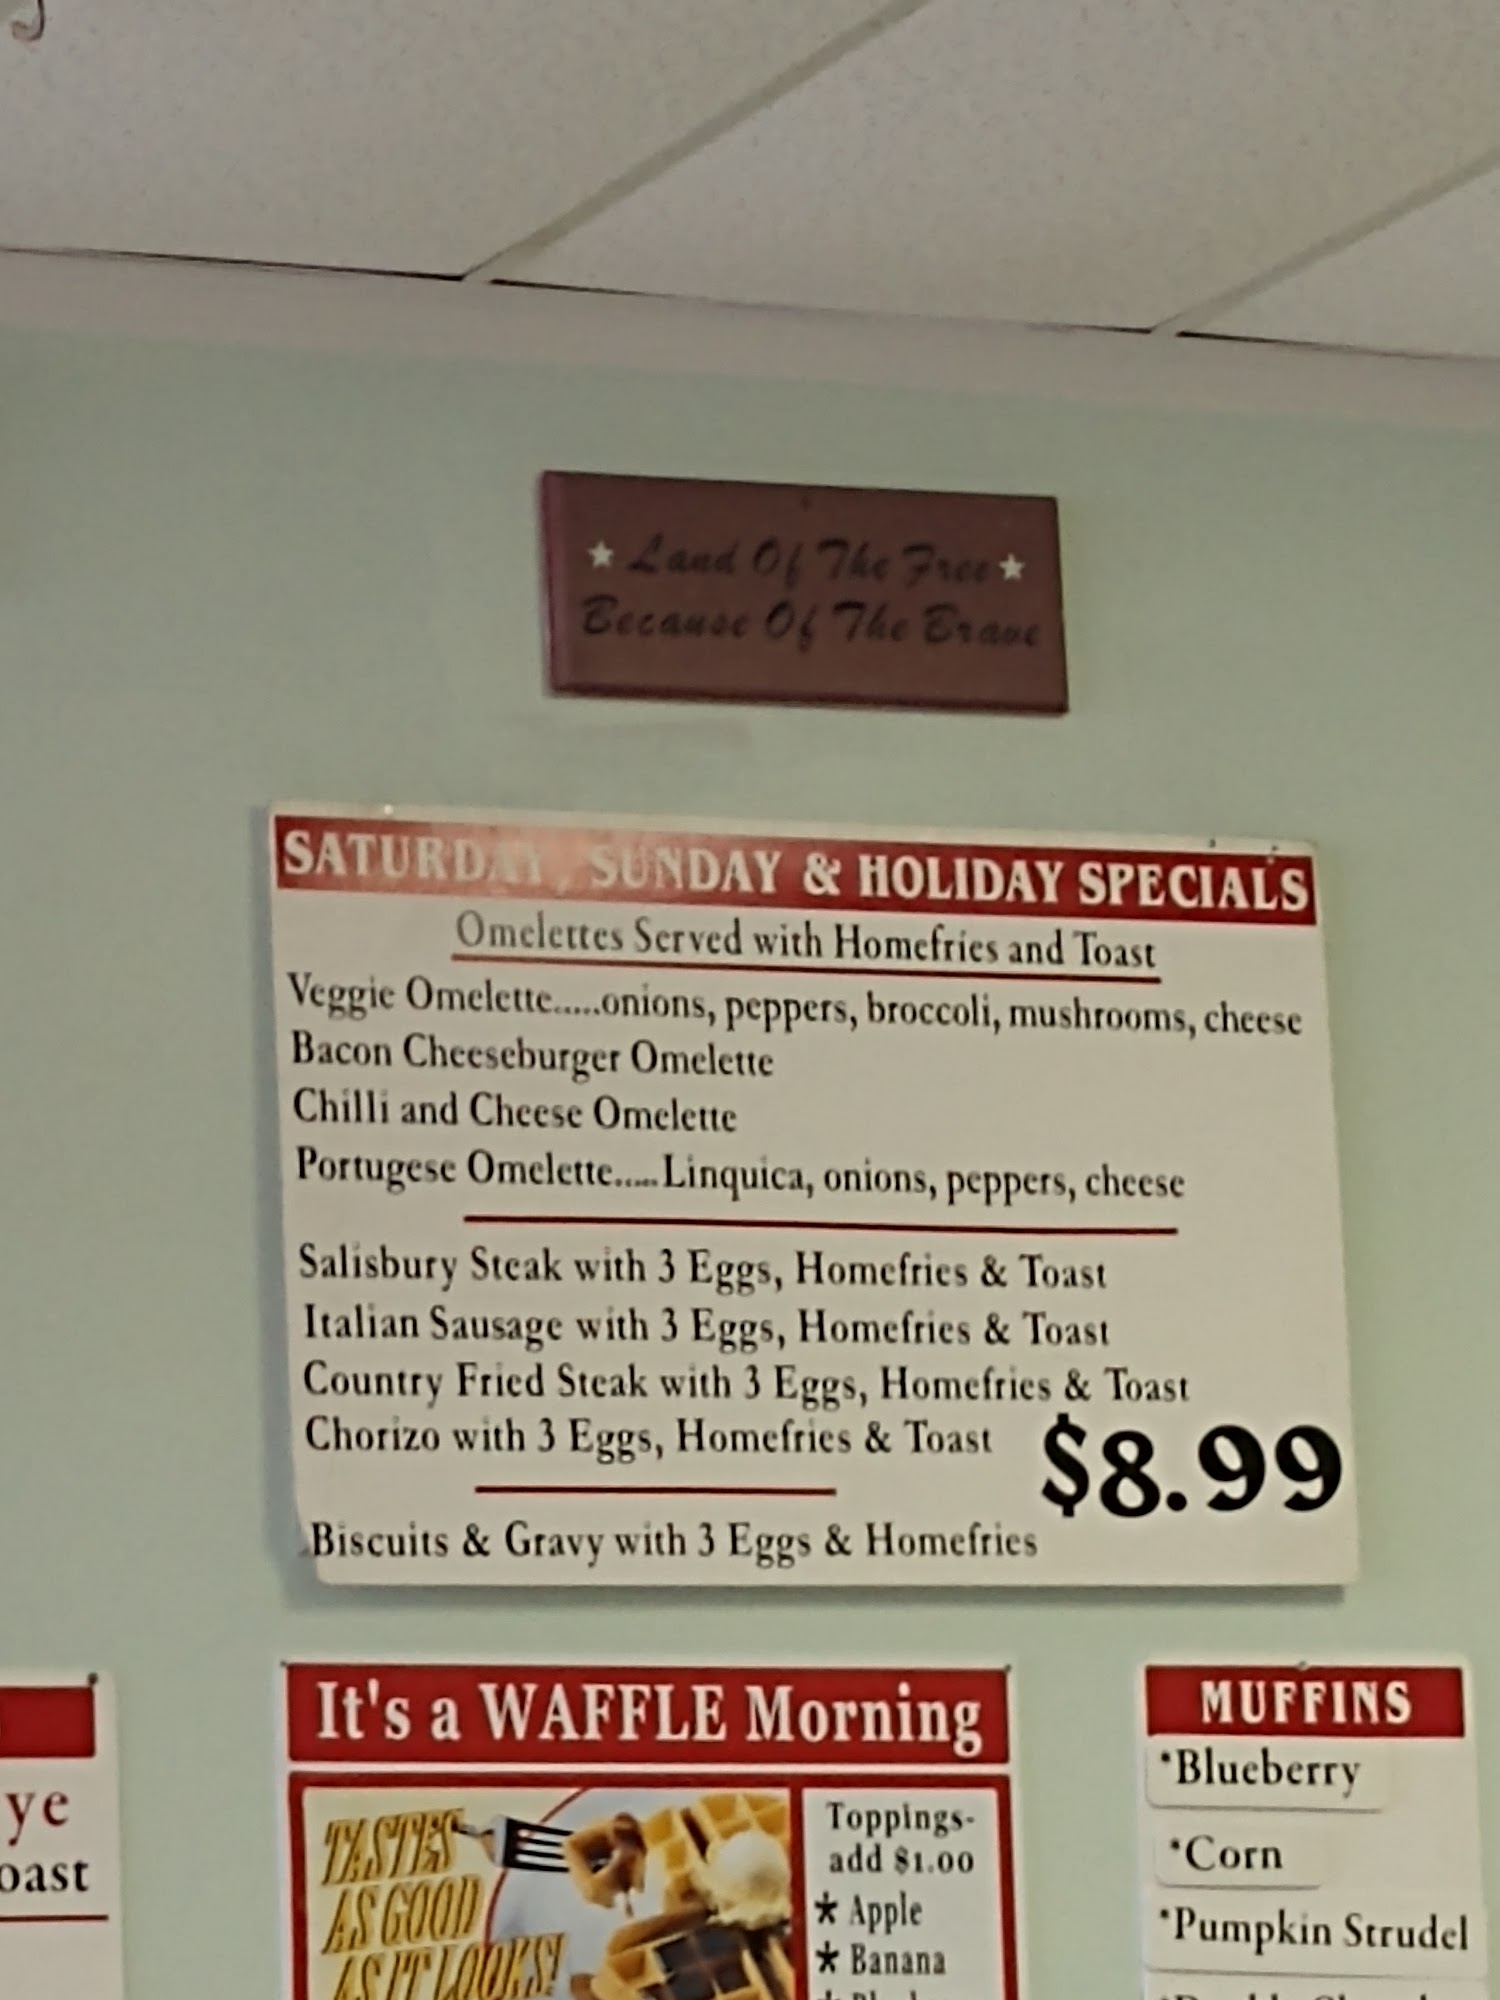 Land Of The Free
Because Of The Brave
SATURDAY, SUNDAY & HOLIDAY SPECIALS
Omelettes Served with Homefries and Toast
Veggie Omelette.....onions, peppers, broccoli, mushrooms, cheese
Bacon Cheeseburger Omelette
Chilli and Cheese Omelette
Portugese Omelette.....Linquica, onions, peppers, cheese
Salisbury Steak with 3 Eggs, Homefries & Toast
Italian Sausage with 3 Eggs, Homefries & Toast
Country Fried Steak with 3 Eggs, Homefries & Toast
Chorizo with 3 Eggs, Homefries & Toast
$8.99
Biscuits & Gravy with 3 Eggs & Homefries
ye
oast
It's a WAFFLE Morning
TASTES
AS GOOD
AS IT LOOKS!
Toppings-
add $1.00
* Apple
* Banana
MUFFINS
*Blueberry
*Corn
*Pumpkin Strudel